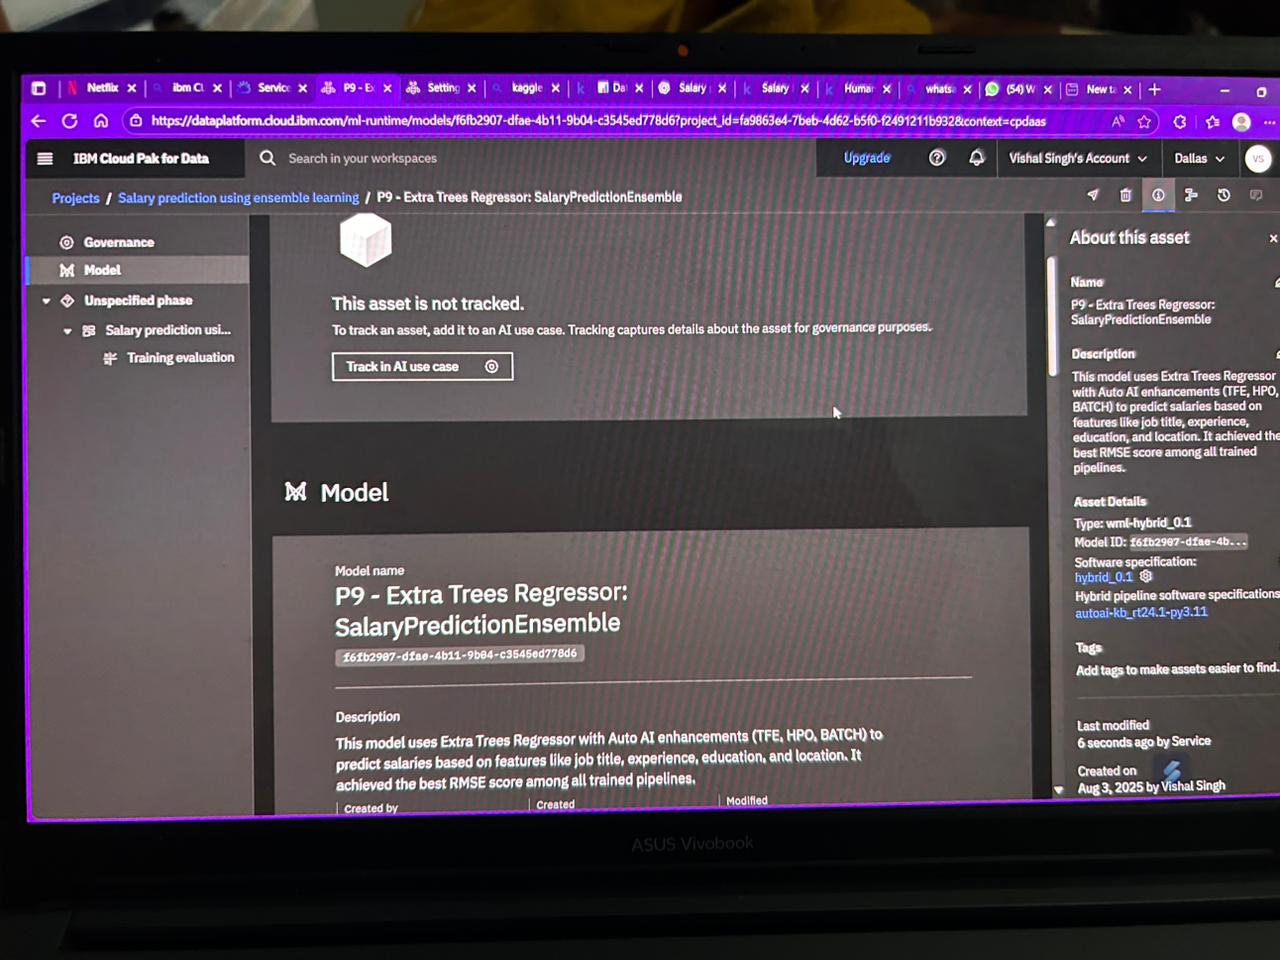 Netflix
ibm Cl
Service
P9 - Ex
Setting
kaggle
Da
Salary
Salary
Humar
whats
(54) W
New ta
https://dataplatform.cloud.ibm.com/ml-runtime/models/f6fb2907-dfae-4b11-9b04-c3545ed778d6?project_id=fa9863e4-7beb-4d62-b5f0-f2491211b932&context=cpdaas
IBM Cloud Pak for Data
Search in your workspaces
Upgrade
Vishal Singh's Account
Dallas
VS
Projects / Salary prediction using ensemble learning / P9 - Extra Trees Regressor: SalaryPredictionEnsemble
Governance
Model
Unspecified phase
Salary prediction usi...
Training evaluation
This asset is not tracked.
To track an asset, add it to an AI use case. Tracking captures details about the asset for governance purposes.
Track in AI use case
Model
Model name
P9 - Extra Trees Regressor:
SalaryPredictionEnsemble
f6fb2907-dfae-4b11-9b04-c3545ed778d6
Description
This model uses Extra Trees Regressor with Auto AI enhancements (TFE, HPO, BATCH) to
predict salaries based on features like job title, experience, education, and location. It
achieved the best RMSE score among all trained pipelines.
Created by
Created
Modified
About this asset
Name
P9 - Extra Trees Regressor:
SalaryPredictionEnsemble
Description
This model uses Extra Trees Regressor
with Auto AI enhancements (TFE, HPO,
BATCH) to predict salaries based on
features like job title, experience,
education, and location. It achieved the
best RMSE score among all trained
pipelines.
Asset Details
Type: wml-hybrid_0.1
Model ID: f6fb2907-dfae-4b...
Software specification:
hybrid_0.1
Hybrid pipeline software specifications
autoai-kb_rt24.1-py3.11
Tags
Add tags to make assets easier to find.
Last modified
6 seconds ago by Service
Created on
Aug 3, 2025 by Vishal Singh
ASUS Vivobook